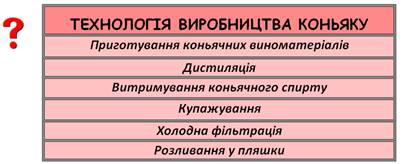 ?
ТЕХНОЛОГІЯ ВИРОБНИЦТВА КОНЬЯКУ
Приготування коньячних виноматеріалів
Дистиляція
Витримування коньячного спирту
Купажування
Холодна фільтрація
Розливання у пляшки